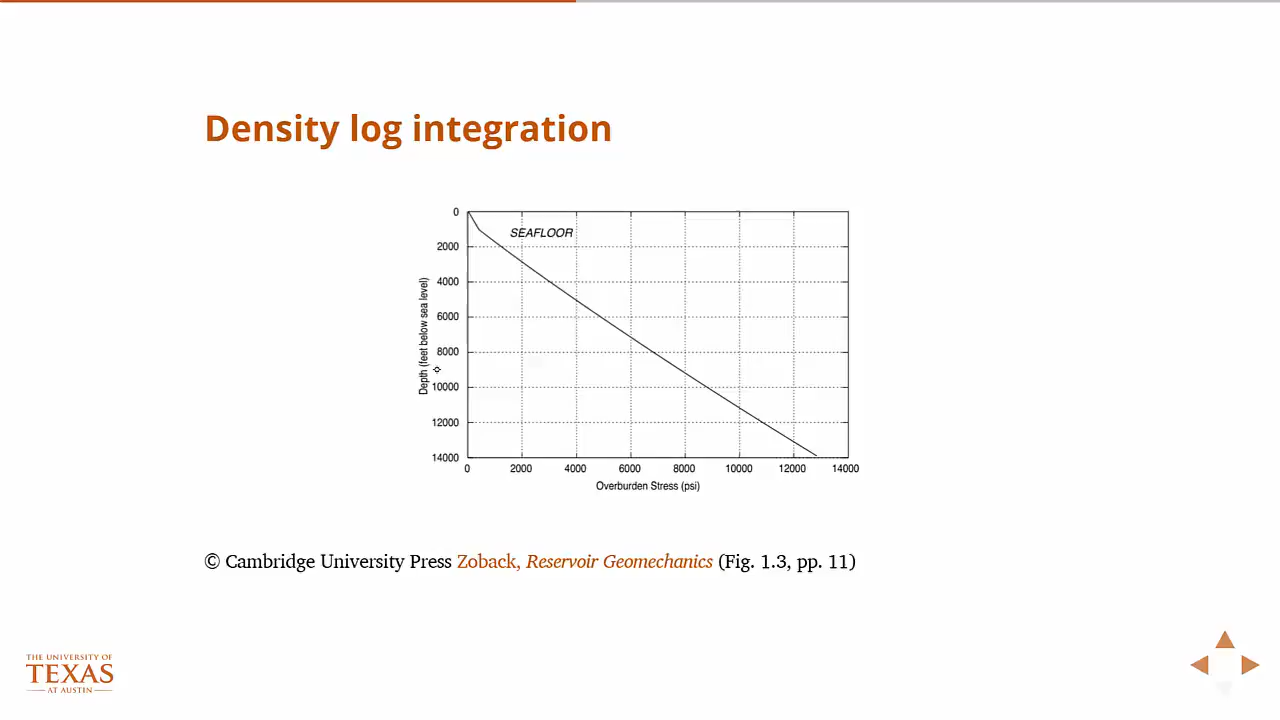 Density log integration
0
2000
4000
6000
8000
10000
12000
14000
Depth (feet below sea level)
SEAFLOOR
0 2000 4000 6000 8000 10000 12000 14000
Overburden Stress (psi)
© Cambridge University Press Zoback, Reservoir Geomechanics (Fig. 1.3, pp. 11)
THE UNIVERSITY OF
TEXAS
AT AUSTIN